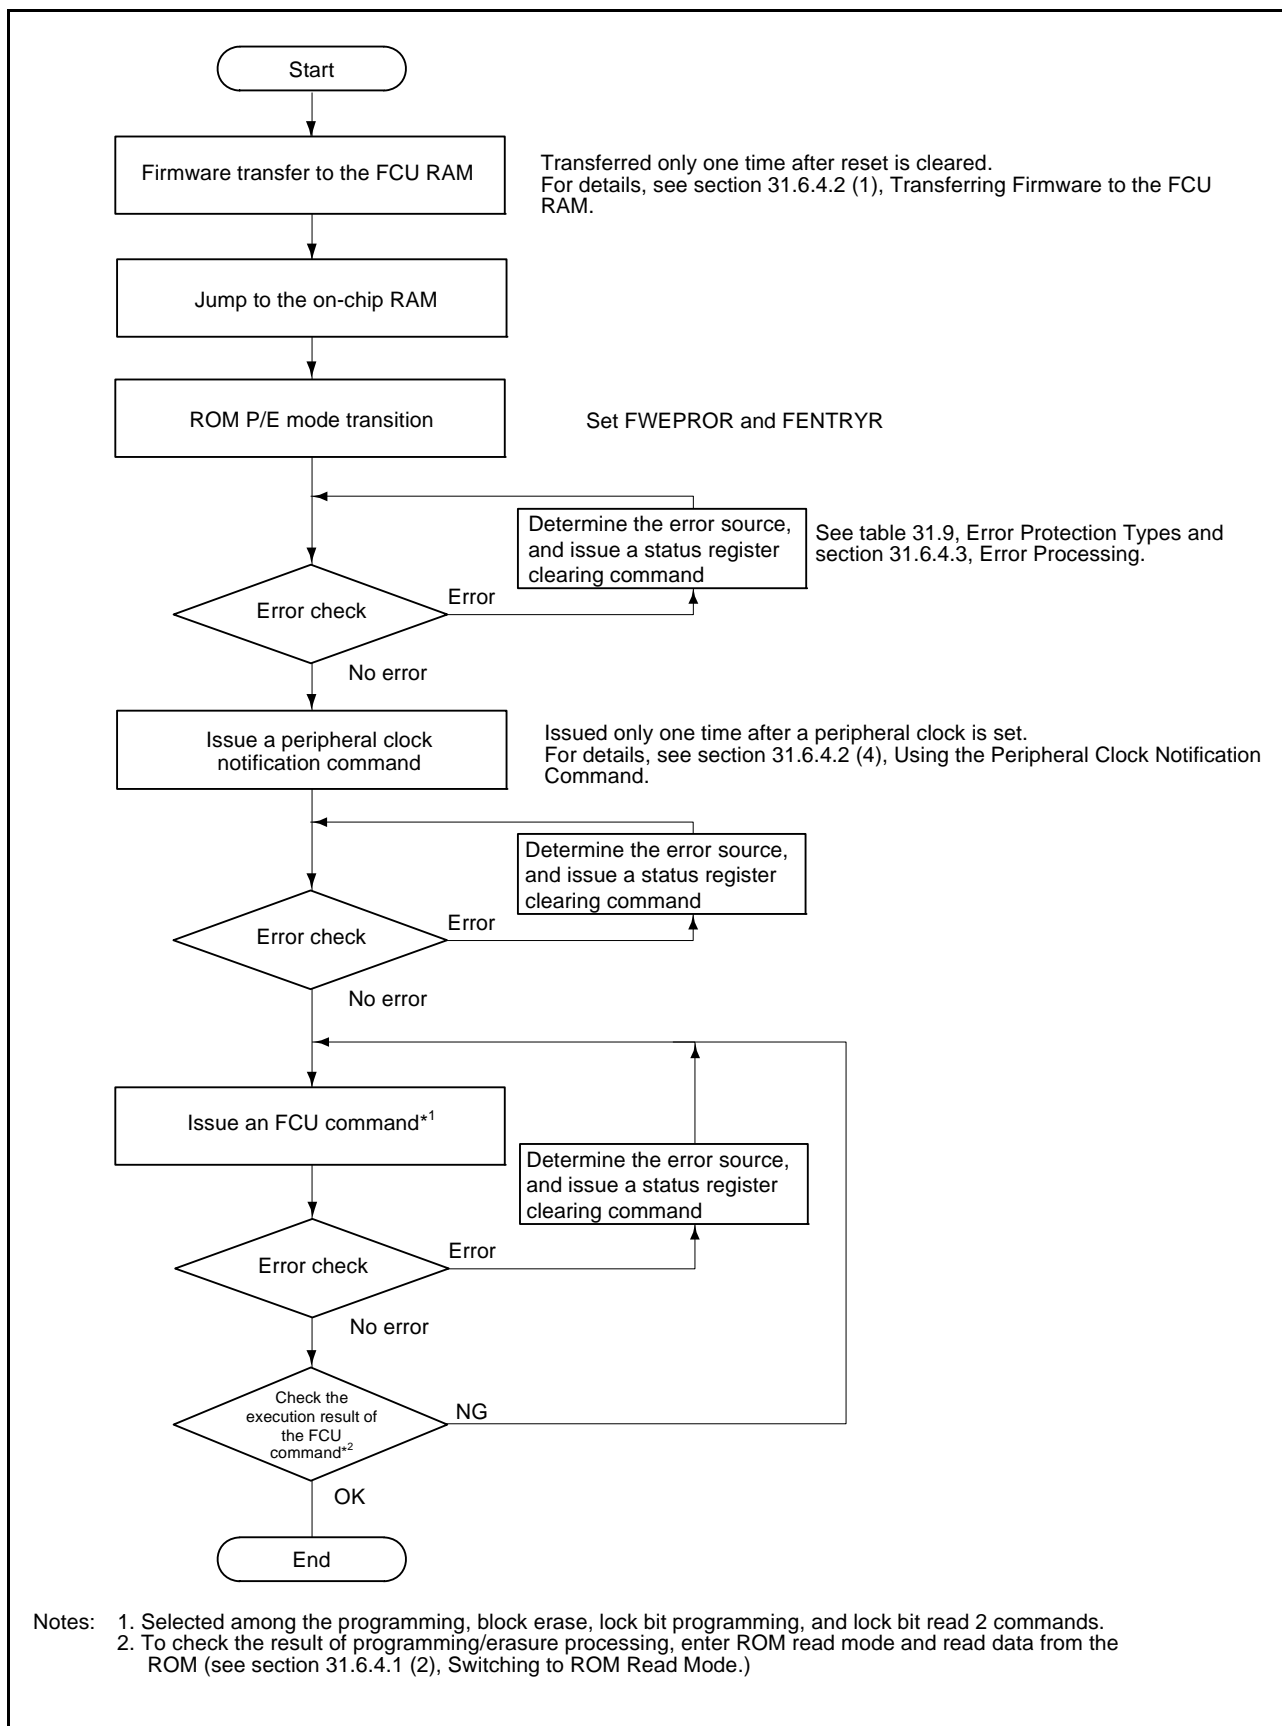 Start
Firmware transfer to the FCU RAM
Transferred only one time after reset is cleared.
For details, see section 31.6.4.2 (1), Transferring Firmware to the FCU
RAM.
Jump to the on-chip RAM
ROM P/E mode transition
Set FWEPROR and FENTRYR
Determine the error source,
and issue a status register
clearing command
See table 31.9, Error Protection Types and
section 31.6.4.3, Error Processing.
Error check
Error
No error
Issue a peripheral clock
notification command
Issued only one time after a peripheral clock is set.
For details, see section 31.6.4.2 (4), Using the Peripheral Clock Notification
Command.
Determine the error source,
and issue a status register
clearing command
Error check
Error
No error
Issue an FCU command*1
Determine the error source,
and issue a status register
clearing command
Error check
Error
No error
Check the
execution result of
the FCU
command*2
NG
OK
End
Notes: 1. Selected among the programming, block erase, lock bit programming, and lock bit read 2 commands.
2. To check the result of programming/erasure processing, enter ROM read mode and read data from the
ROM (see section 31.6.4.1 (2), Switching to ROM Read Mode.)